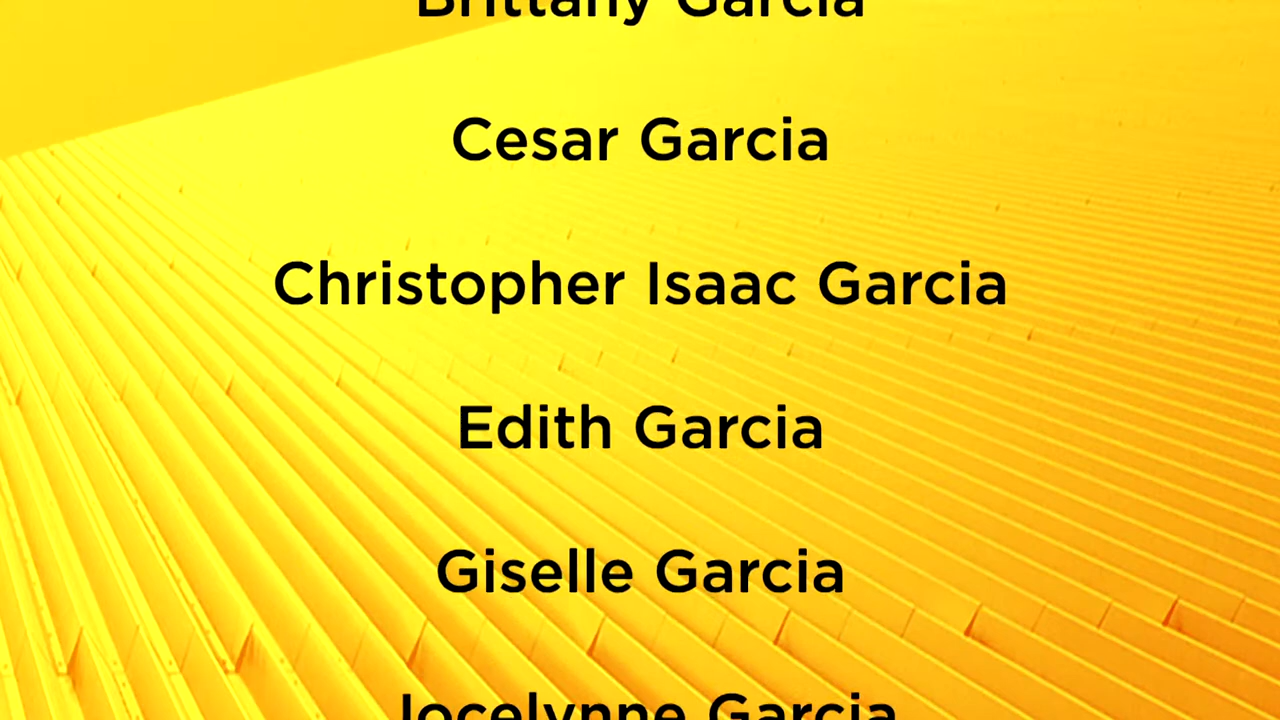 Brittany Garcia
Cesar Garcia
Christopher Isaac Garcia
Edith Garcia
Giselle Garcia
Jocelynne Garcia